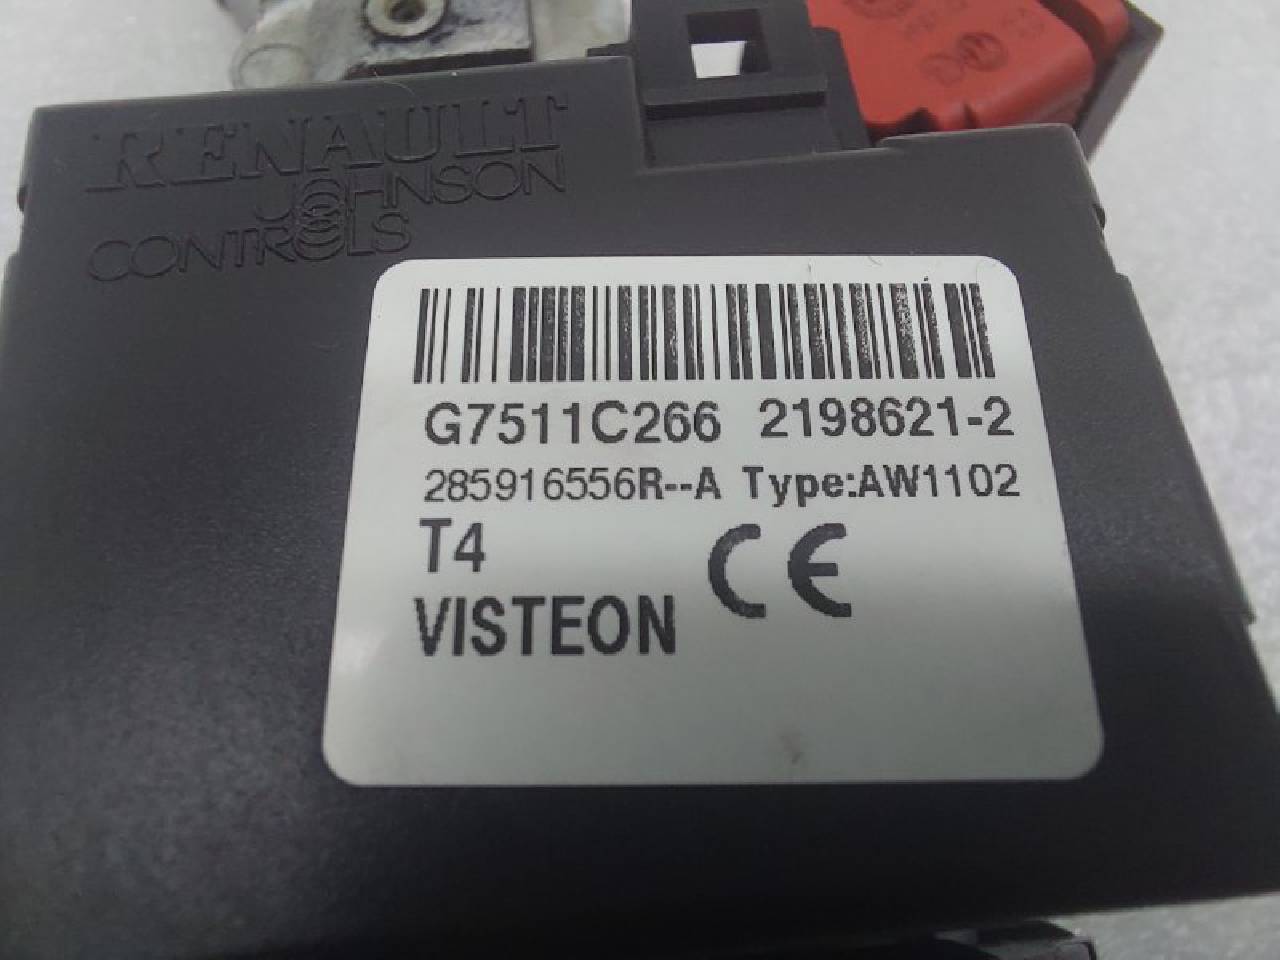 RENAULT
JOHNSON
CONTROLS
G7511C266 2198621-2
285916556R--A Type:AW1102
T4
CE
VISTEON